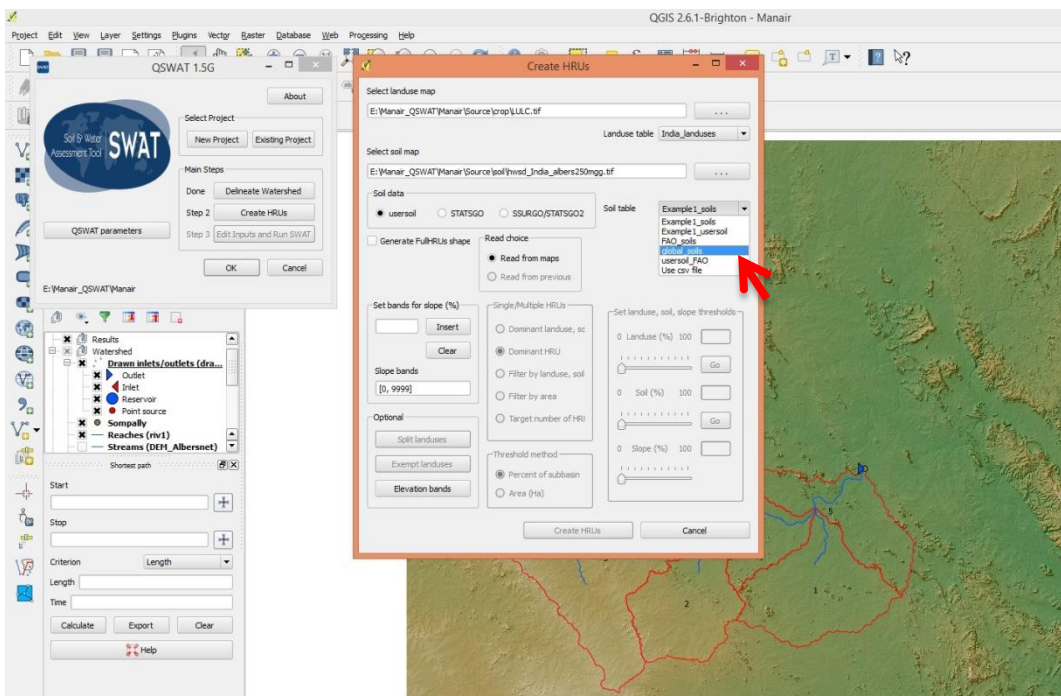 QGIS 2.6.1-Brighton - Manair
Project Edit View Layer Settings Plugins Vector Raster Database Web Processing Help
QSWAT 1.5G
About
Soil & Water
Assessment Tool
SWAT
Select Project
New Project Existing Project
Main Steps
Done Delineate Watershed
Step 2 Create HRUs
QSWAT parameters
Step 3 Edit Inputs and Run SWAT
OK Cancel
E:\Manair_QSWAT\Manair
Results
Watershed
Drawn inlets/outlets (dra...
Outlet
Inlet
Reservoir
Point source
Sompally
Reaches (riv1)
Streams (DEM_Albersnet)
Shortest path
Start
Stop
Criterion Length
Length
Time
Calculate Export Clear
Help
Create HRUs
Select landuse map
E:\Manair_QSWAT\Manair\Source\crop\LULC.tif ...
Landuse table India_landuses
Select soil map
E:\Manair_QSWAT\Manair\Source\soil\hwsd_India_albers250mgg.tif ...
Soil data
usersoil STATSGO SSURGO/STATSGO2
Soil table Example1_soils
Example1_soils
Example1_usersoil
FAO_soils
global_soils
usersoil_FAO
Use csv file
Generate FullHRUs shape
Read choice
Read from maps
Read from previous
Set bands for slope (%)
Insert
Clear
Slope bands
[0, 9999]
Optional
Split landuses
Exempt landuses
Elevation bands
Single/Multiple HRUs
Dominant landuse, sc
Dominant HRU
Filter by landuse, soil
Filter by area
Target number of HRI
Threshold method
Percent of subbasin
Area (Ha)
Set landuse, soil, slope thresholds
0 Landuse (%) 100
Go
0 Soil (%) 100
Go
0 Slope (%) 100
Create HRUs Cancel
5
1
2